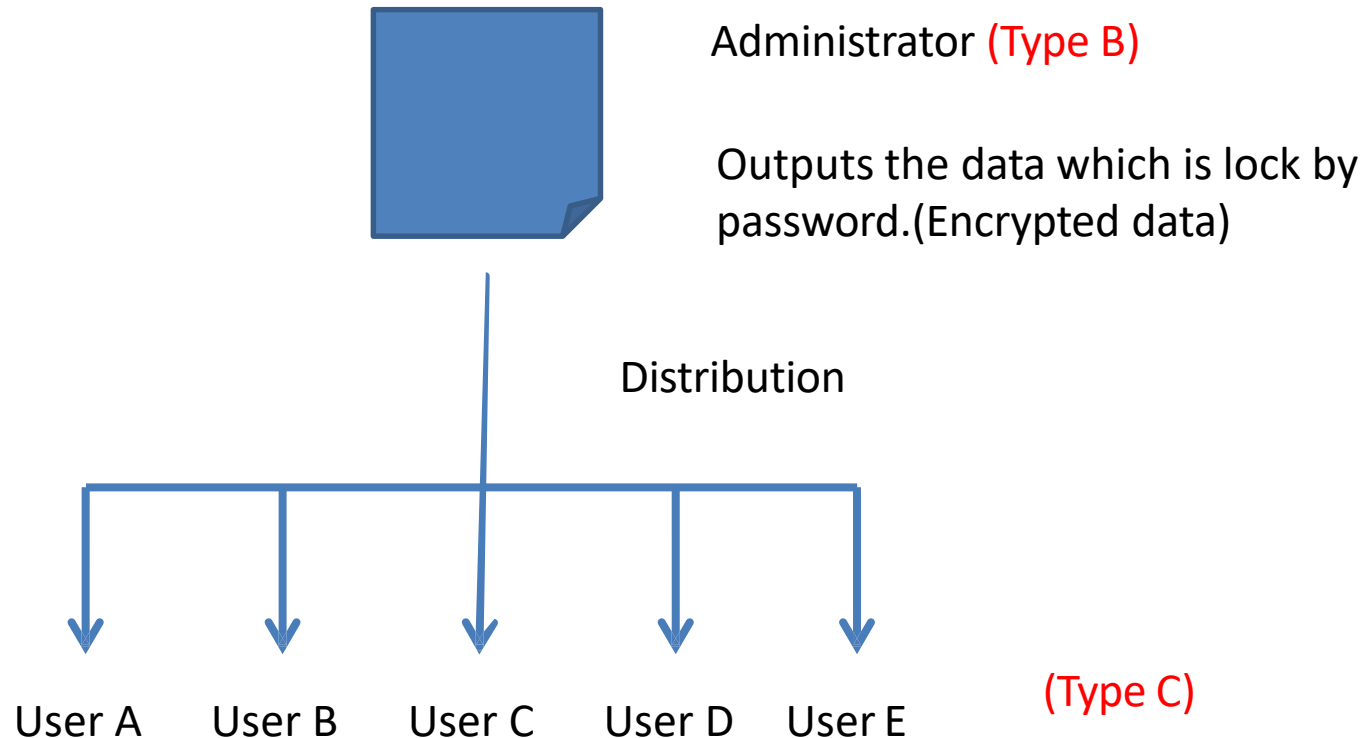 Administrator (Type B)
Outputs the data which is lock by
password.(Encrypted data)
Distribution
(Type C)
User A User B User C User D User E